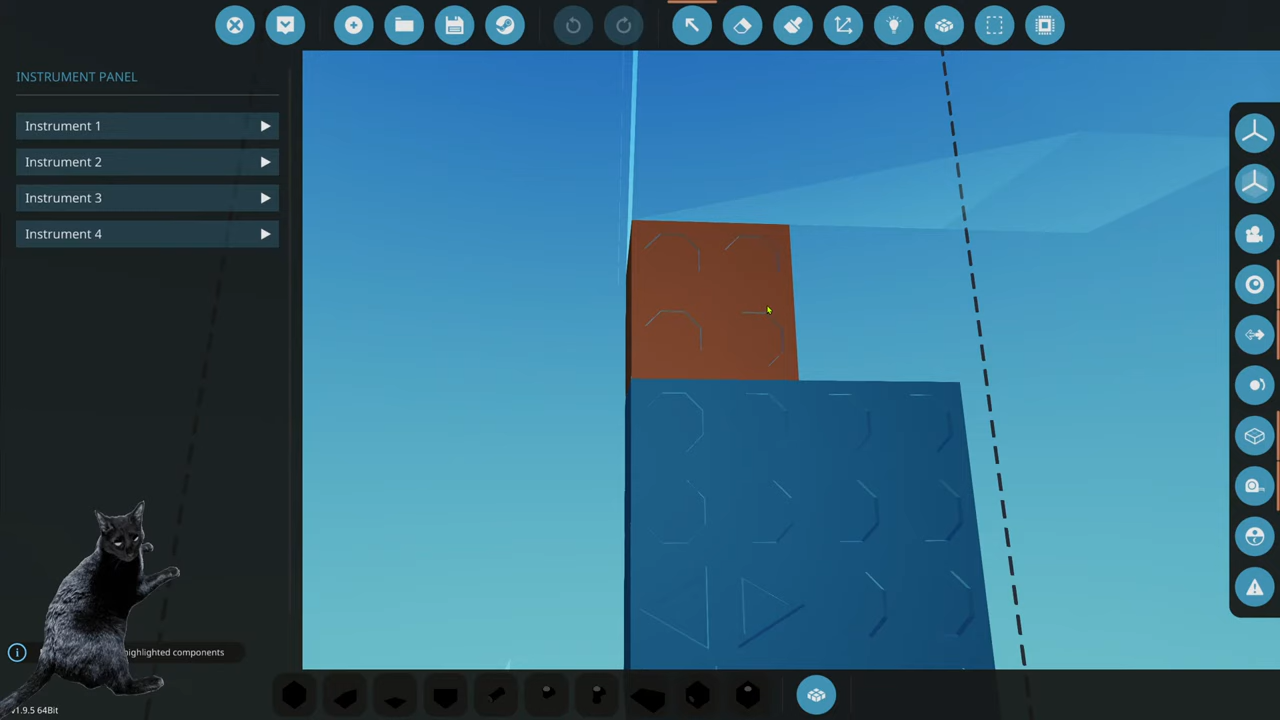 INSTRUMENT PANEL
Instrument 1
Instrument 2
Instrument 3
Instrument 4
highlighted components
v1.9.5 64Bit